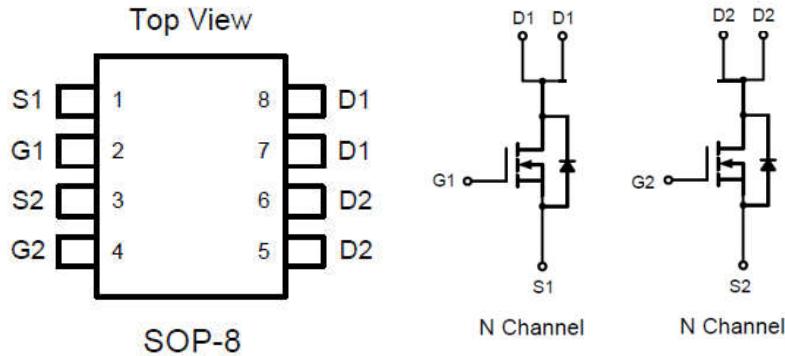 Top View
S1 1 8 D1
G1 2 7 D1
S2 3 6 D2
G2 4 5 D2
SOP-8
D1 D1
G1
S1
N Channel
D2 D2
G2
S2
N Channel